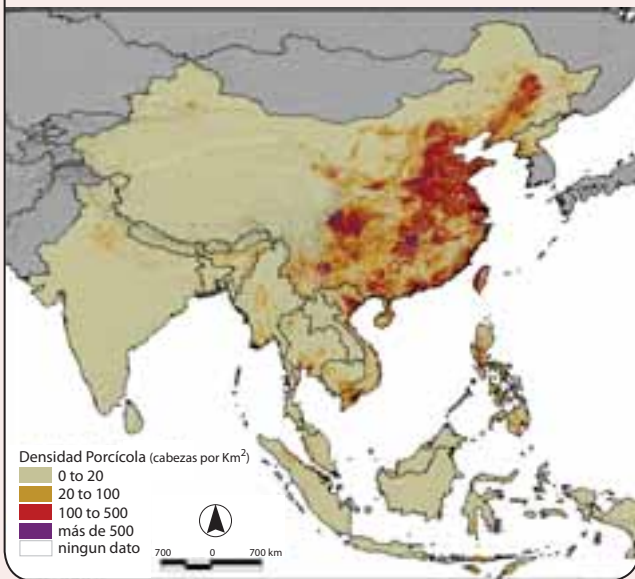 Densidad Porcícola (cabezas por Km²)
0 to 20
20 to 100
100 to 500
más de 500
ningun dato
700 0 700 km